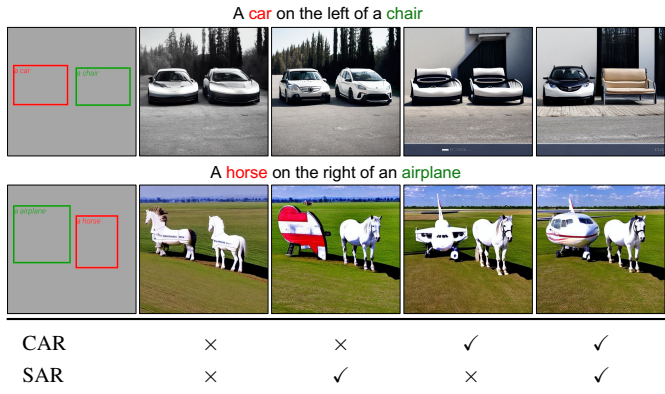 A car on the left of a chair
a car
a chair
A horse on the right of an airplane
a airplane
a horse
CAR × × ✓ ✓
SAR × ✓ × ✓